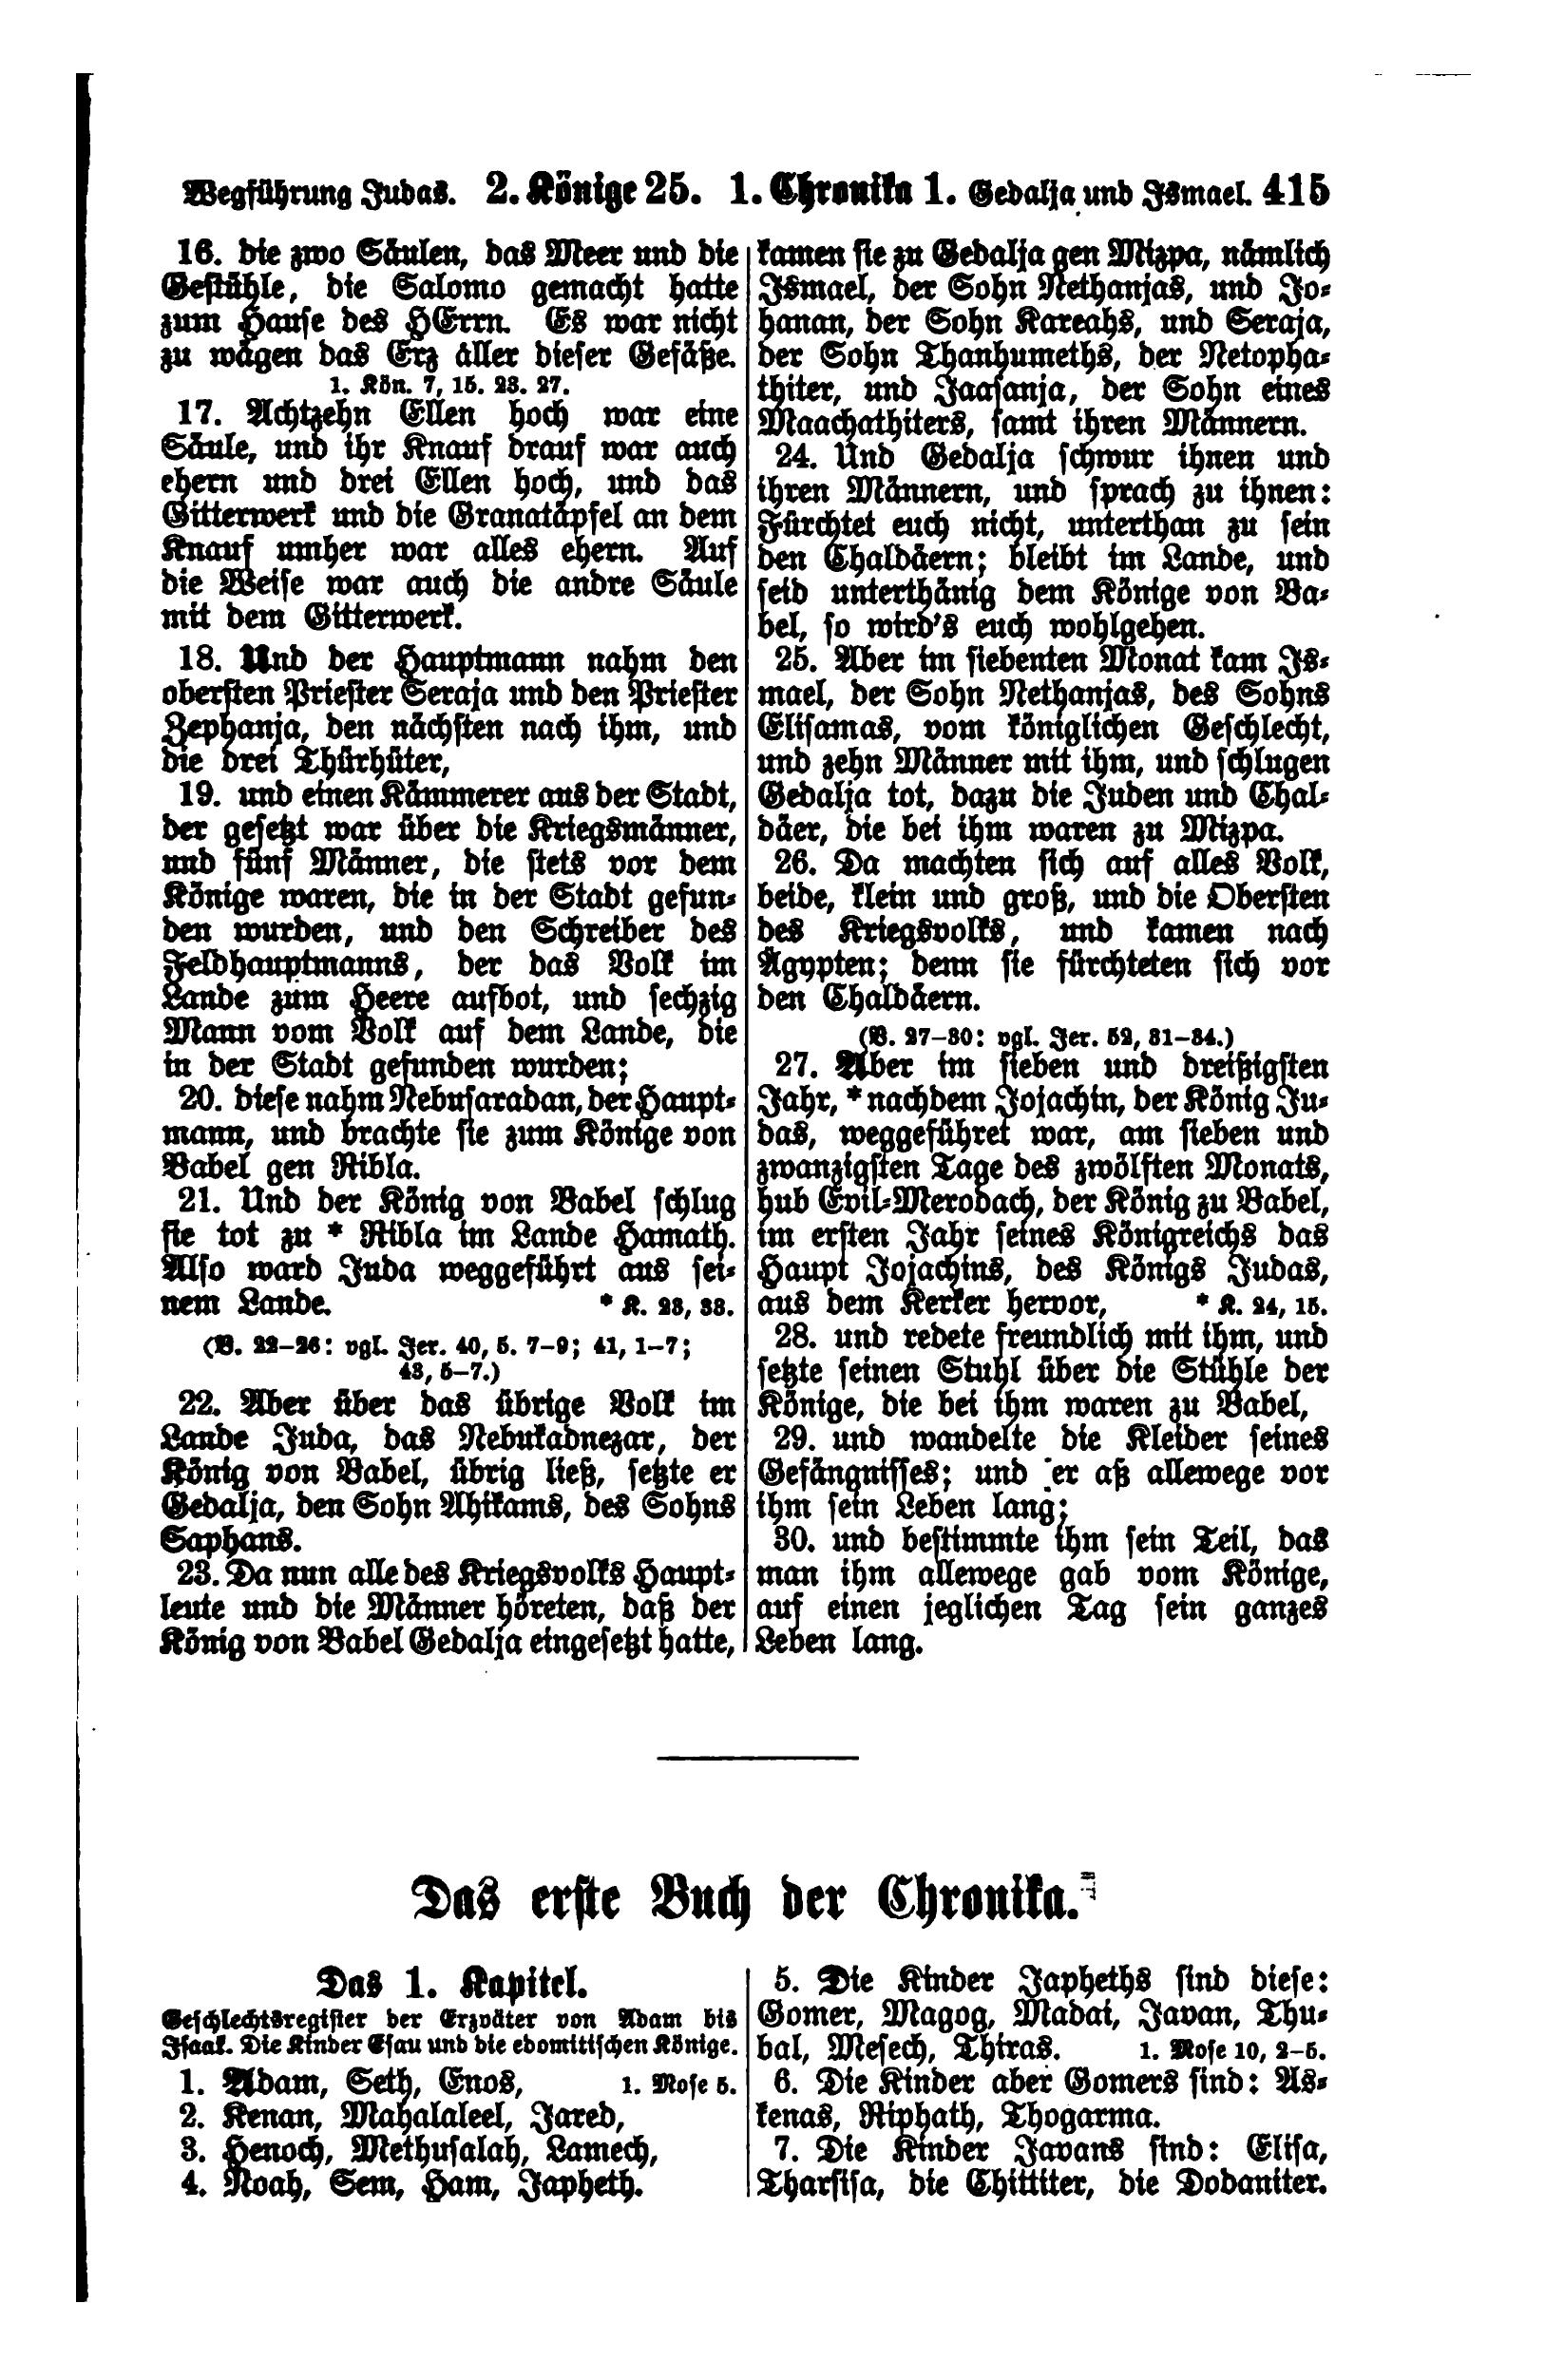 Wegführung Judas. 2. Könige 25. 1. Chronika 1. Gedalja und Ismael. 415
16. die zwo Säulen, das Meer und die
Gestühle, die Salomo gemacht hatte
zum Hause des HErrn. Es war nicht
zu wägen das Erz aller dieser Gefäße.
1. Kön. 7, 15. 23. 27.
17. Achtzehn Ellen hoch war eine
Säule, und ihr Knauf drauf war auch
ehern und drei Ellen hoch, und das
Gitterwerk und die Granatäpfel an dem
Knauf umher war alles ehern. Auf
die Weise war auch die andre Säule
mit dem Gitterwerk.
18. Und der Hauptmann nahm den
obersten Priester Seraja und den Priester
Zephanja, den nächsten nach ihm, und
die drei Thürhüter,
19. und einen Kämmerer aus der Stadt,
der gesetzt war über die Kriegsmänner,
und fünf Männer, die stets vor dem
Könige waren, die in der Stadt gefun-
den wurden, und den Schreiber des
Feldhauptmanns, der das Volk im
Lande zum Heere aufbot, und sechzig
Mann vom Volk auf dem Lande, die
in der Stadt gefunden wurden;
20. diese nahm Nebusaradan, der Haupt-
mann, und brachte sie zum Könige von
Babel gen Ribla.
21. Und der König von Babel schlug
sie tot zu * Ribla im Lande Hamath.
Also ward Juda weggeführt aus sei-
nem Lande. * K. 23, 33.
(V. 22–26: vgl. Jer. 40, 5. 7–9; 41, 1–7;
43, 5–7.)
22. Aber über das übrige Volk im
Lande Juda, das Nebukadnezar, der
König von Babel, übrig ließ, setzte er
Gedalja, den Sohn Ahikams, des Sohns
Saphans.
23. Da nun alle des Kriegsvolks Haupt-
leute und die Männer höreten, daß der
König von Babel Gedalja eingesetzt hatte,
kamen sie zu Gedalja gen Mizpa, nämlich
Ismael, der Sohn Nethanjas, und Jo-
hanan, der Sohn Kareahs, und Seraja,
der Sohn Thanhumeths, der Netopha-
thiter, und Jaasanja, der Sohn eines
Maachathiters, samt ihren Männern.
24. Und Gedalja schwur ihnen und
ihren Männern, und sprach zu ihnen:
Fürchtet euch nicht, unterthan zu sein
den Chaldäern; bleibt im Lande, und
seid unterthänig dem Könige von Ba-
bel, so wird's euch wohlgehen.
25. Aber im siebenten Monat kam Is-
mael, der Sohn Nethanjas, des Sohns
Elisamas, vom königlichen Geschlecht,
und zehn Männer mit ihm, und schlugen
Gedalja tot, dazu die Juden und Chal-
däer, die bei ihm waren zu Mizpa.
26. Da machten sich auf alles Volk,
beide, klein und groß, und die Obersten
des Kriegsvolks, und kamen nach
Ägypten; denn sie fürchteten sich vor
den Chaldäern.
(V. 27–30: vgl. Jer. 52, 31–34.)
27. Aber im sieben und dreißigsten
Jahr, * nachdem Jojachin, der König Ju-
das, weggeführet war, am sieben und
zwanzigsten Tage des zwölften Monats,
hub Evil-Merodach, der König zu Babel,
im ersten Jahr seines Königreichs das
Haupt Jojachins, des Königs Judas,
aus dem Kerker hervor, * K. 24, 15.
28. und redete freundlich mit ihm, und
setzte seinen Stuhl über die Stühle der
Könige, die bei ihm waren zu Babel,
29. und wandelte die Kleider seines
Gefängnisses; und er aß allewege vor
ihm sein Leben lang;
30. und bestimmte ihm sein Teil, das
man ihm allewege gab vom Könige,
auf einen jeglichen Tag sein ganzes
Leben lang.
Das erste Buch der Chronika.
Das 1. Kapitel.
Geschlechtsregister der Erzväter von Adam bis
Isaak. Die Kinder Esau und die edomitischen Könige.
1. Adam, Seth, Enos, 1. Mose 5.
2. Kenan, Mahalaleel, Jared,
3. Henoch, Methusalah, Lamech,
4. Noah, Sem, Ham, Japheth.
5. Die Kinder Japheths sind diese:
Gomer, Magog, Madai, Javan, Thu-
bal, Mesech, Thiras. 1. Mose 10, 2–5.
6. Die Kinder aber Gomers sind: As-
kenas, Riphath, Thogarma.
7. Die Kinder Javans sind: Elisa,
Tharsisa, die Chittiter, die Dodaniter.